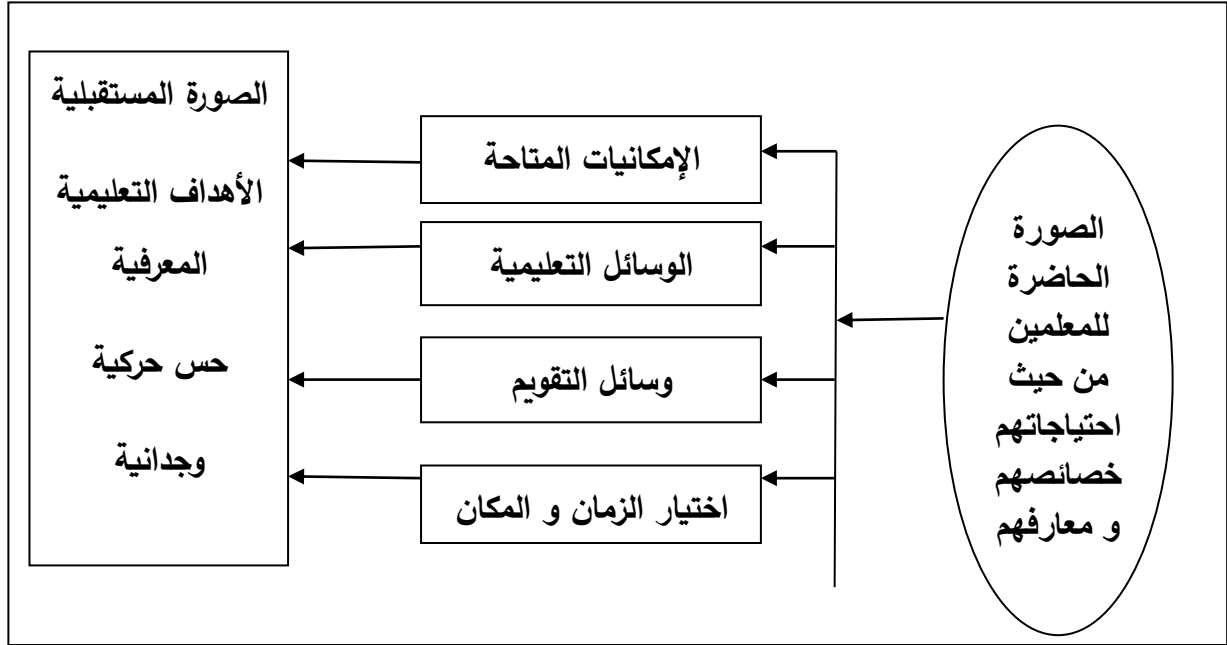 الصورة
الحاضرة
للمعلمين
من حيث
احتياجاتهم
خصائصهم
و معارفهم
الإمكانيات المتاحة
الوسائل التعليمية
وسائل التقويم
اختيار الزمان و المكان
الصورة المستقبلية
الأهداف التعليمية
المعرفية
حس حركية
وجدانية